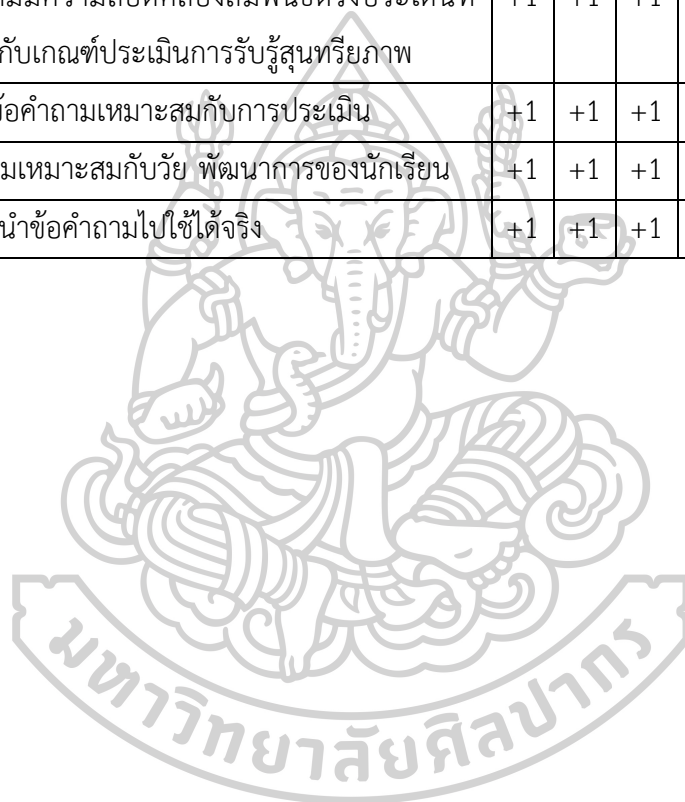 กับเกณฑ์ประเมินการรับรู้สุนทรียภาพ
ข้อคำถามเหมาะสมกับการประเมิน +1 +1 +1
มเหมาะสมกับวัย พัฒนาการของนักเรียน +1 +1 +1
นำข้อคำถามไปใช้ได้จริง +1 +1 +1
มหาวิทยาลัยศิลปากร